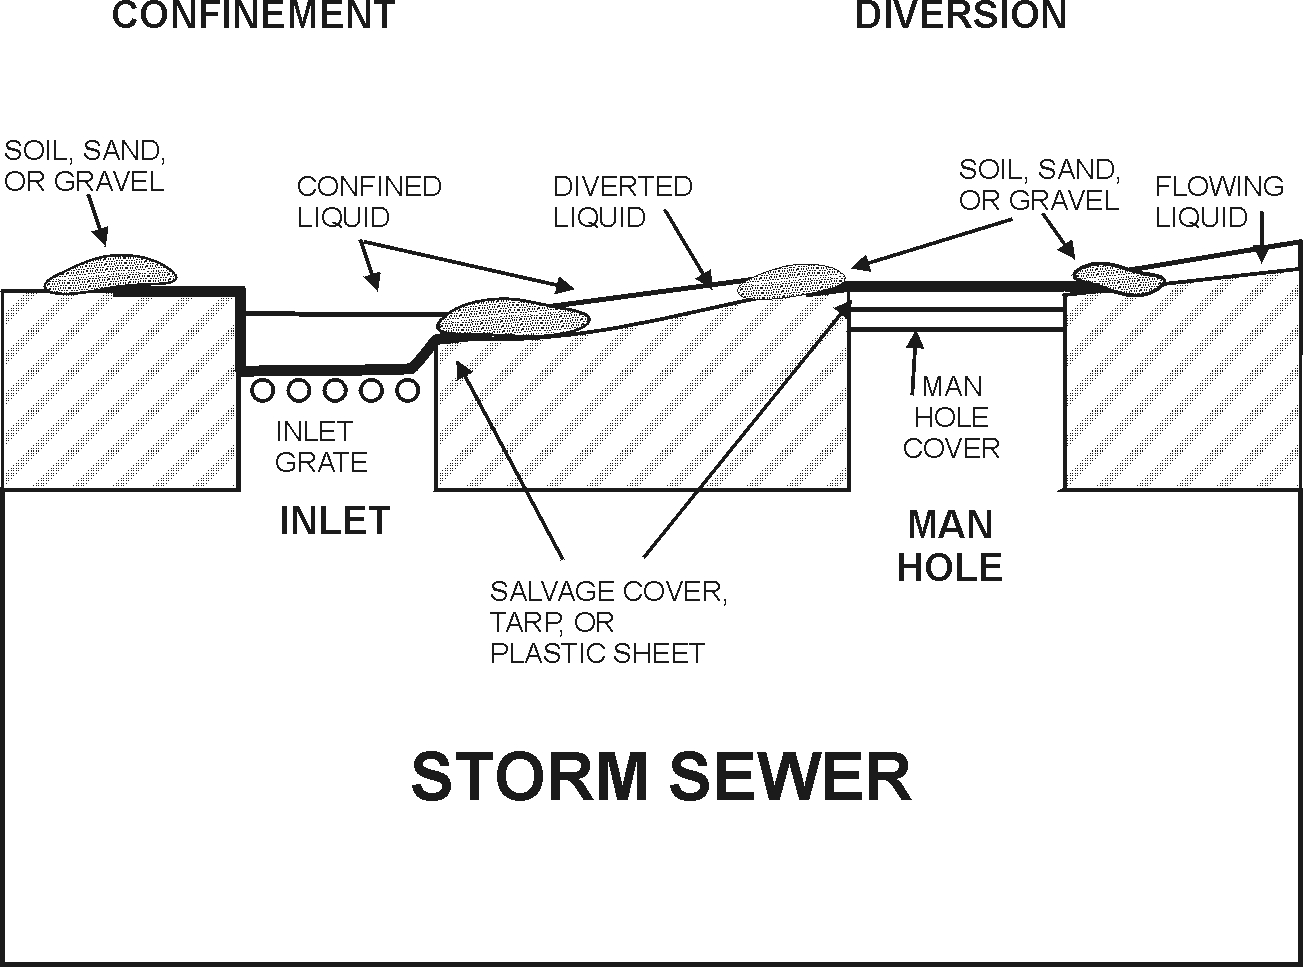 CONFINEMENT
DIVERSION
SOIL, SAND,
OR GRAVEL
CONFINED
LIQUID
DIVERTED
LIQUID
SOIL, SAND,
OR GRAVEL
FLOWING
LIQUID
INLET
GRATE
INLET
MAN
HOLE
COVER
MAN
HOLE
SALVAGE COVER,
TARP, OR
PLASTIC SHEET
STORM SEWER